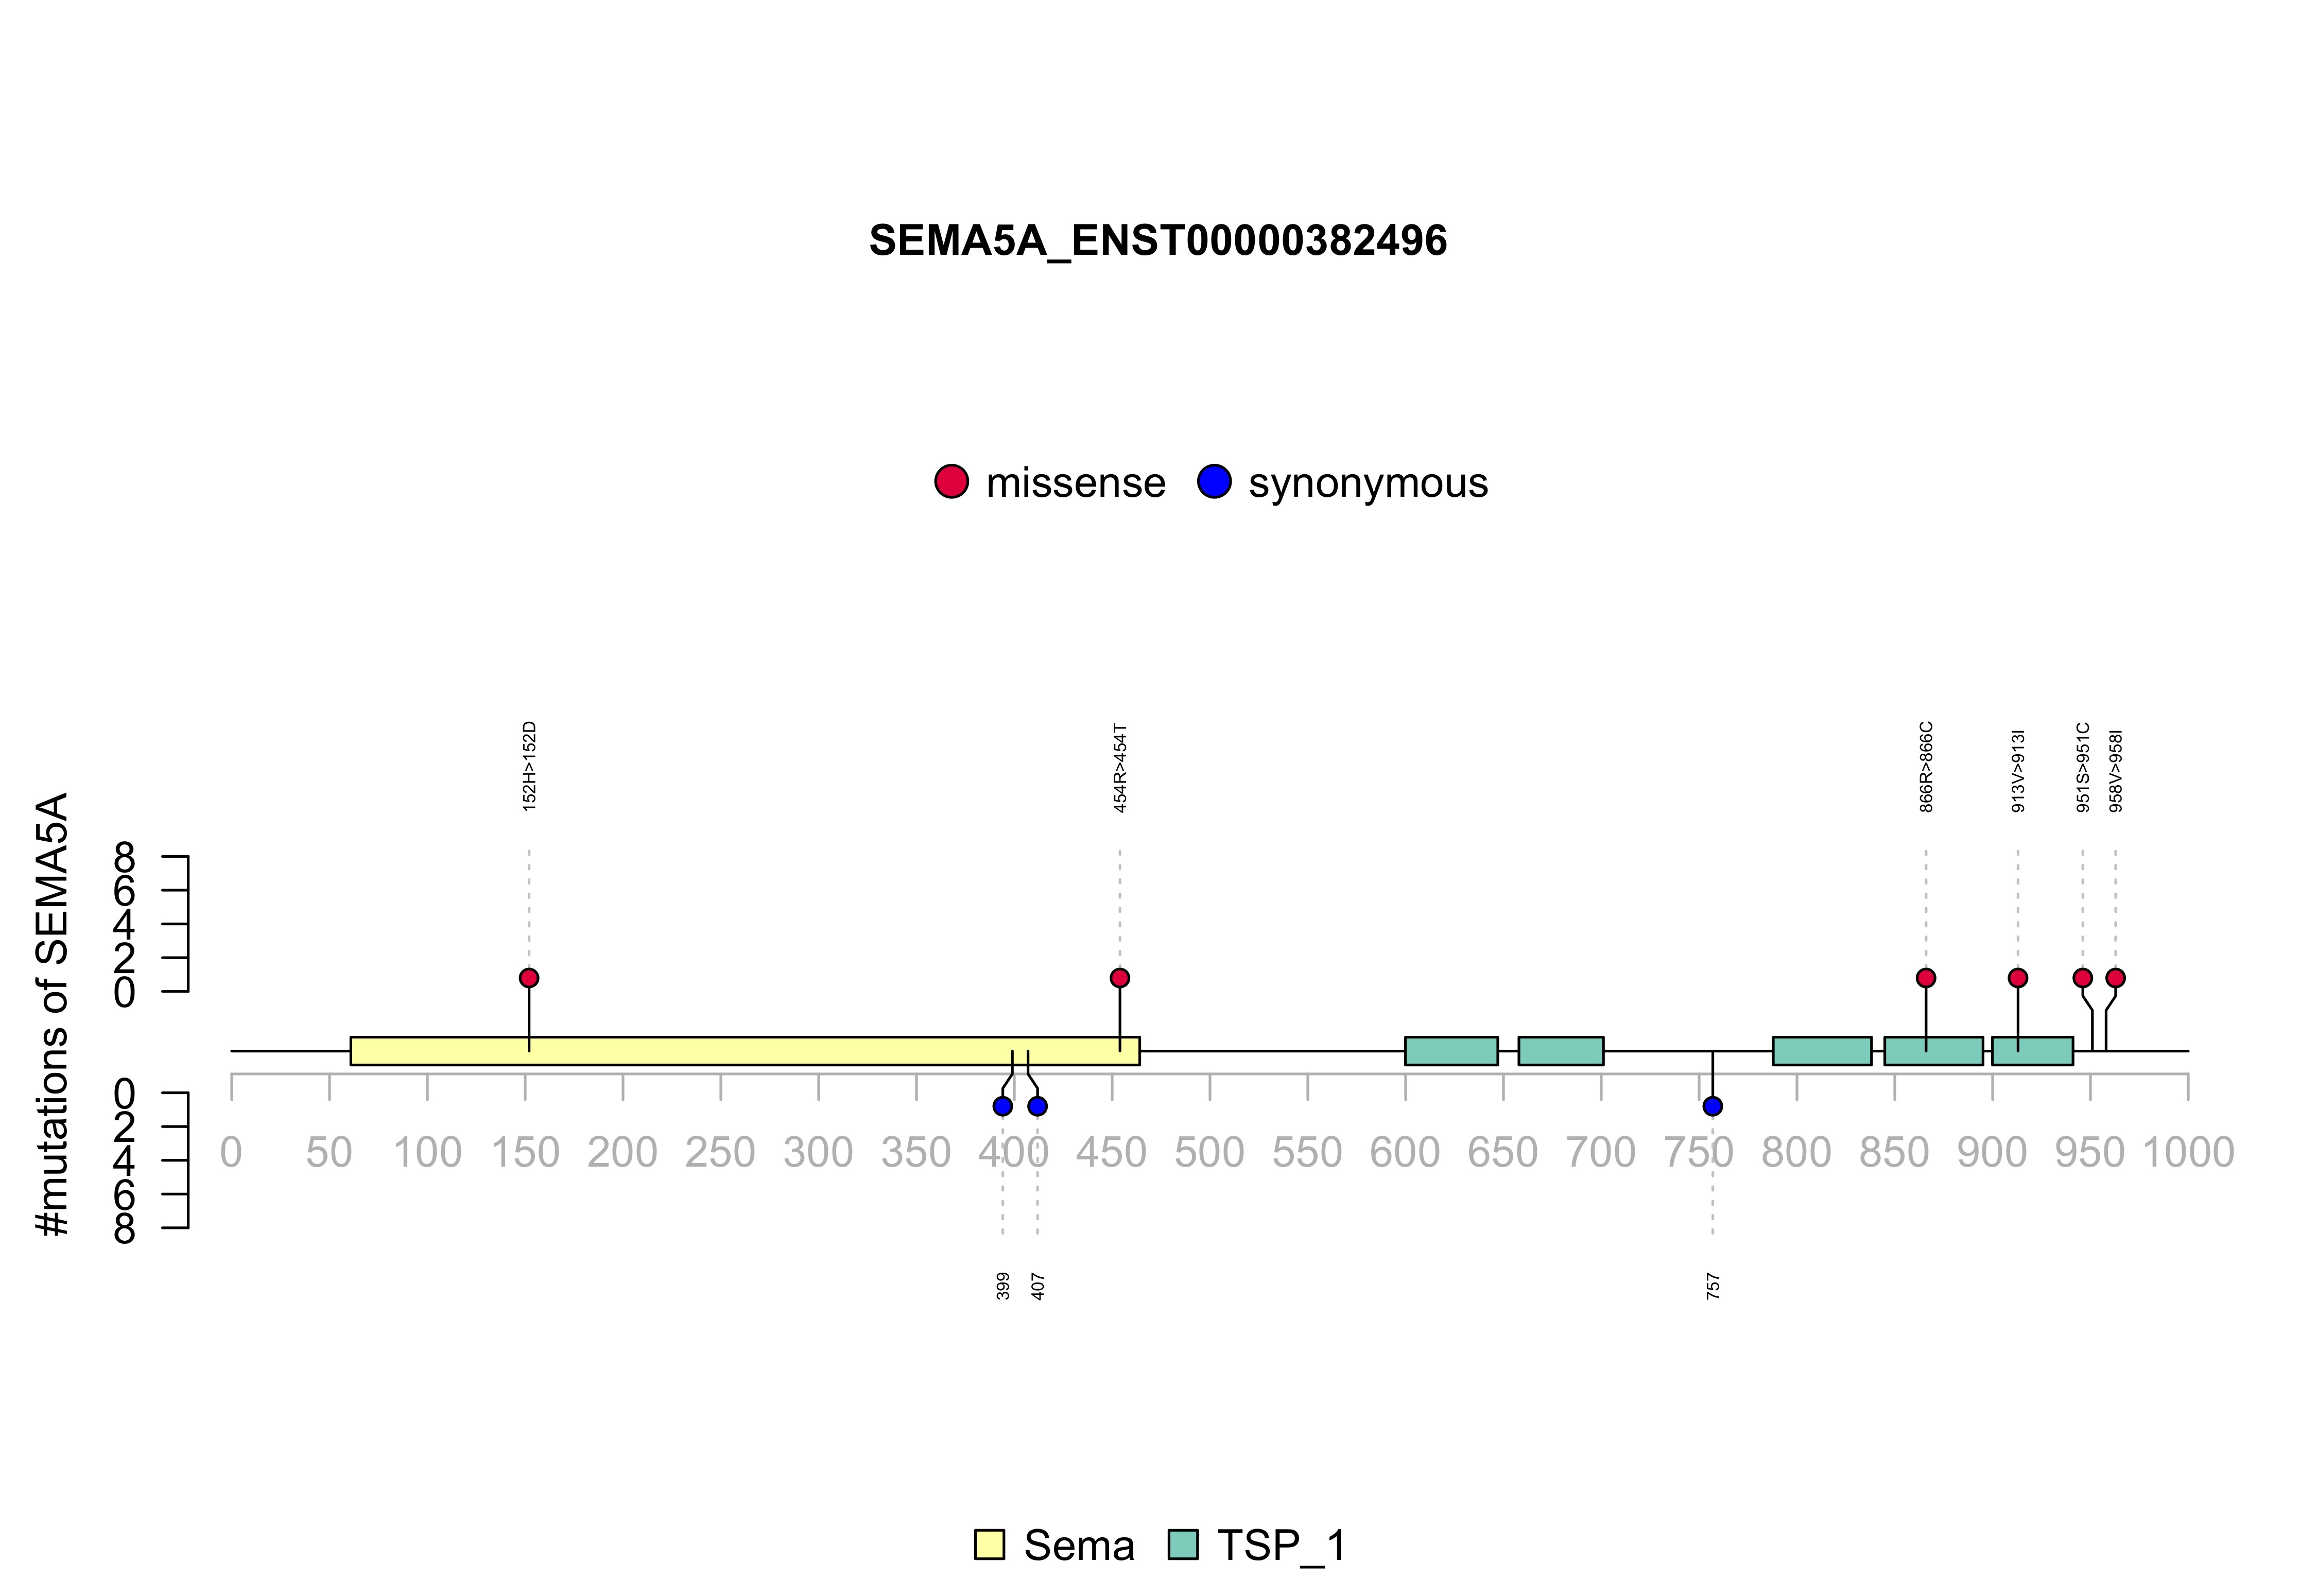 SEMA5A_ENST00000382496
missense synonymous
152H>152D 454R>454T 866R>866C 913V>913I 951S>951C 958V>958I
#mutations of SEMA5A
8
6
4
2
0
0
2
4
6
8
0 50 100 150 200 250 300 350 400 450 500 550 600 650 700 750 800 850 900 950 1000
399 407 757
Sema TSP_1